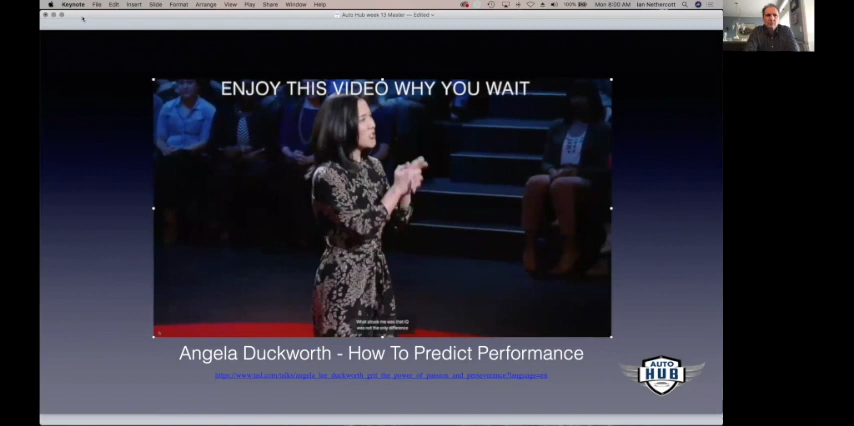 Keynote File Edit Insert Slide Format Arrange View Play Share Window Help 100% Mon 8:00 AM Ian Nethercott
Auto Hub week 13 Master — Edited
ENJOY THIS VIDEO WHY YOU WAIT
What struck me was that IQ
was not the only difference
Angela Duckworth - How To Predict Performance
https://www.ted.com/talks/angela_lee_duckworth_grit_the_power_of_passion_and_perseverance?language=en
AUTO
HUB